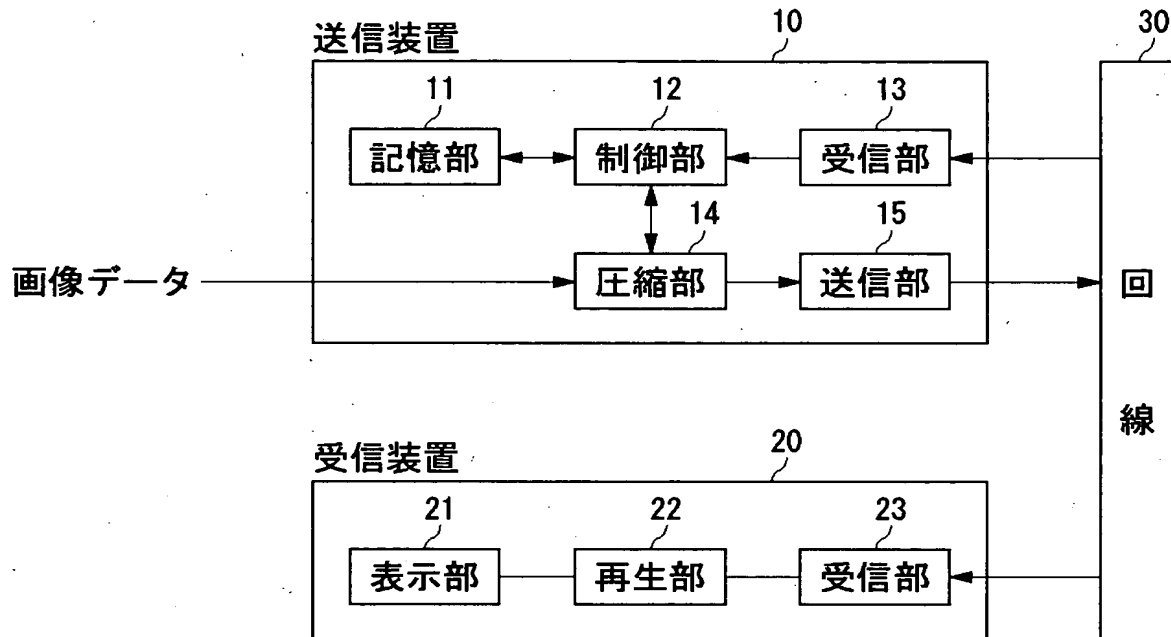 送信装置
10
30
11
12
13
記憶部
制御部
受信部
14
15
画像データ
圧縮部
送信部
回線
受信装置
20
21
22
23
表示部
再生部
受信部